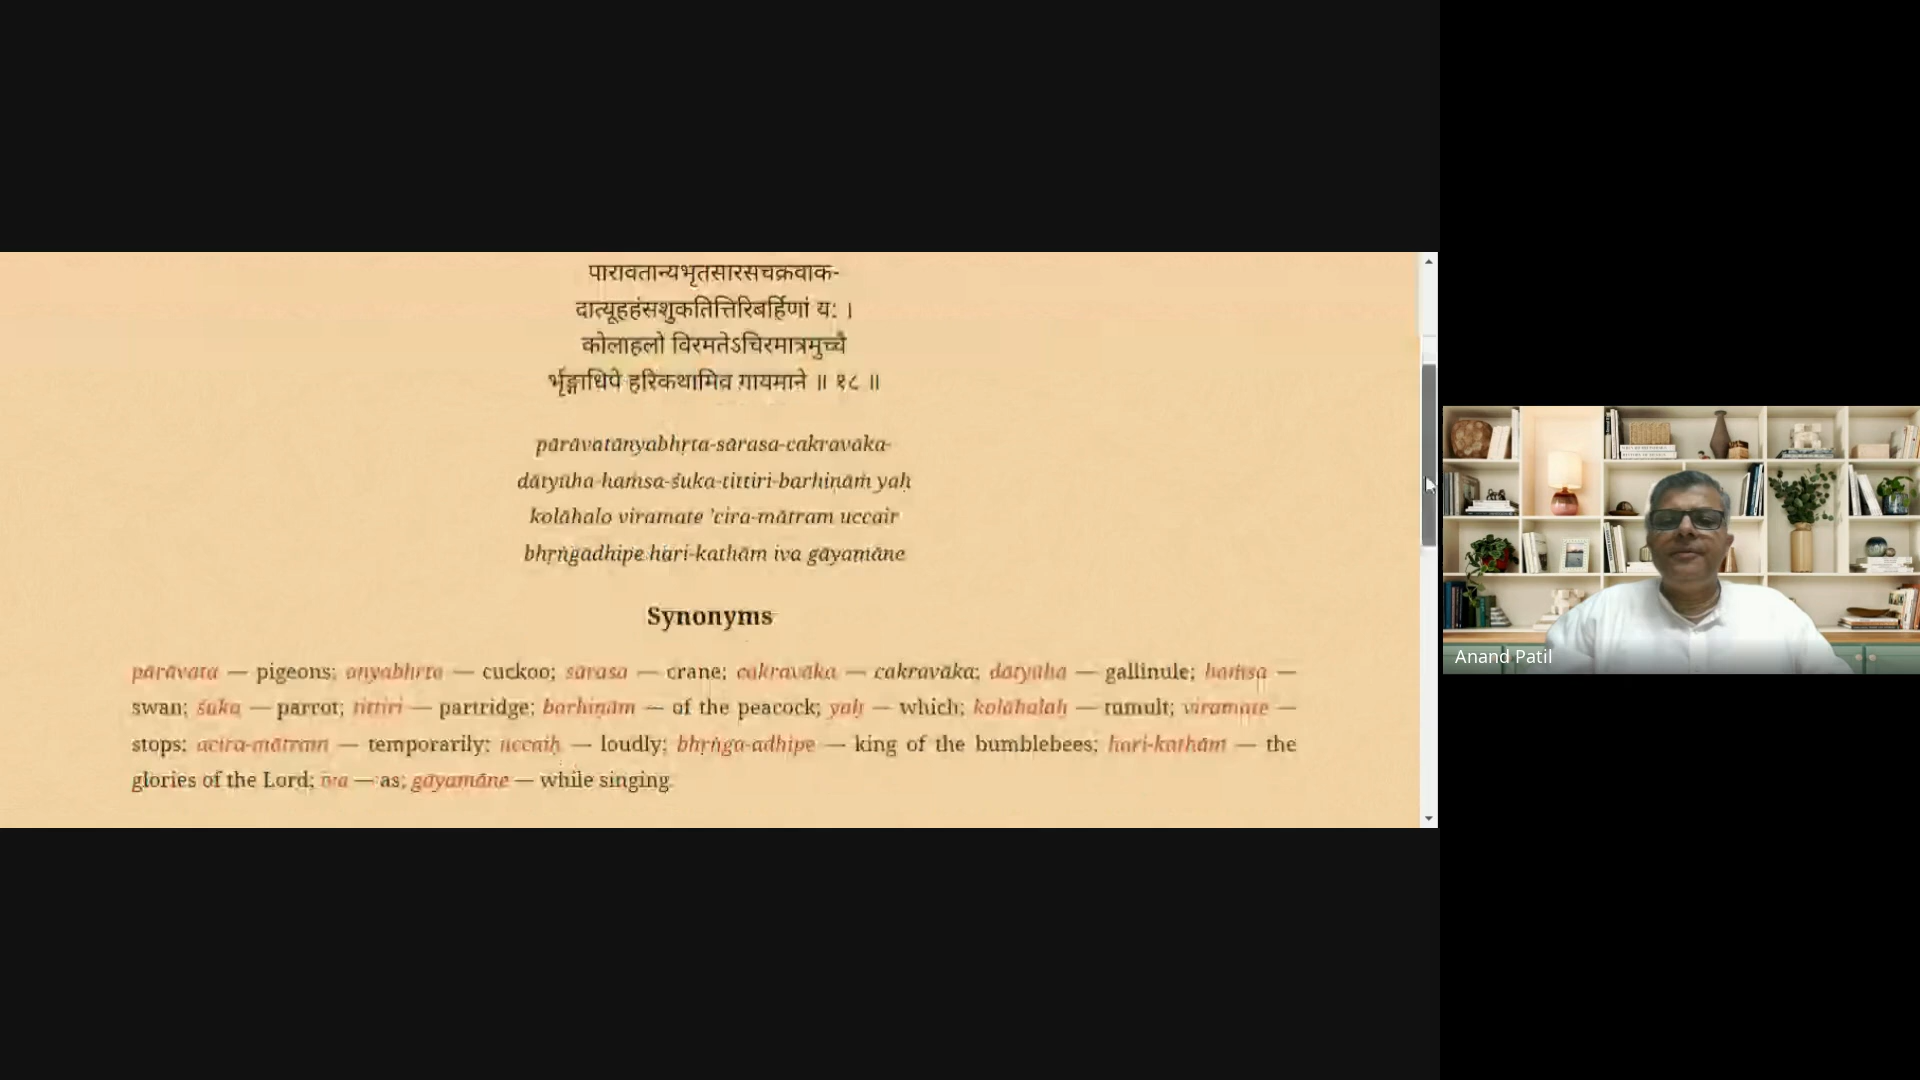 पारावतान्यभृतसारसचक्रवाक-
दात्यूहहंसशुकतित्तिरिबर्हिणां य: ।
कोलाहलो विरमतेऽचिरमात्रमुच्चै
र्भृङ्गाधिपे हरिकथामिव गायमाने ॥ १८ ॥
pārāvatānyabhṛta-sārasa-cakravāka-
dātyūha-haṁsa-śuka-tittiri-barhiṇāṁ yaḥ
kolāhalo viramate ’cira-mātram uccair
bhṛṅgādhipe hari-kathām iva gāyamāne
Synonyms
pārāvata — pigeons; anyabhṛta — cuckoo; sārasa — crane; cakravāka — cakravāka; dātyūha — gallinule; haṁsa —
swan; śuka — parrot; tittiri — partridge; barhiṇām — of the peacock; yaḥ — which; kolāhalaḥ — tumult; viramate —
stops; acira-mātram — temporarily; uccaiḥ — loudly; bhṛṅga-adhipe — king of the bumblebees; hari-kathām — the
glories of the Lord; iva — as; gāyamāne — while singing.
Anand Patil